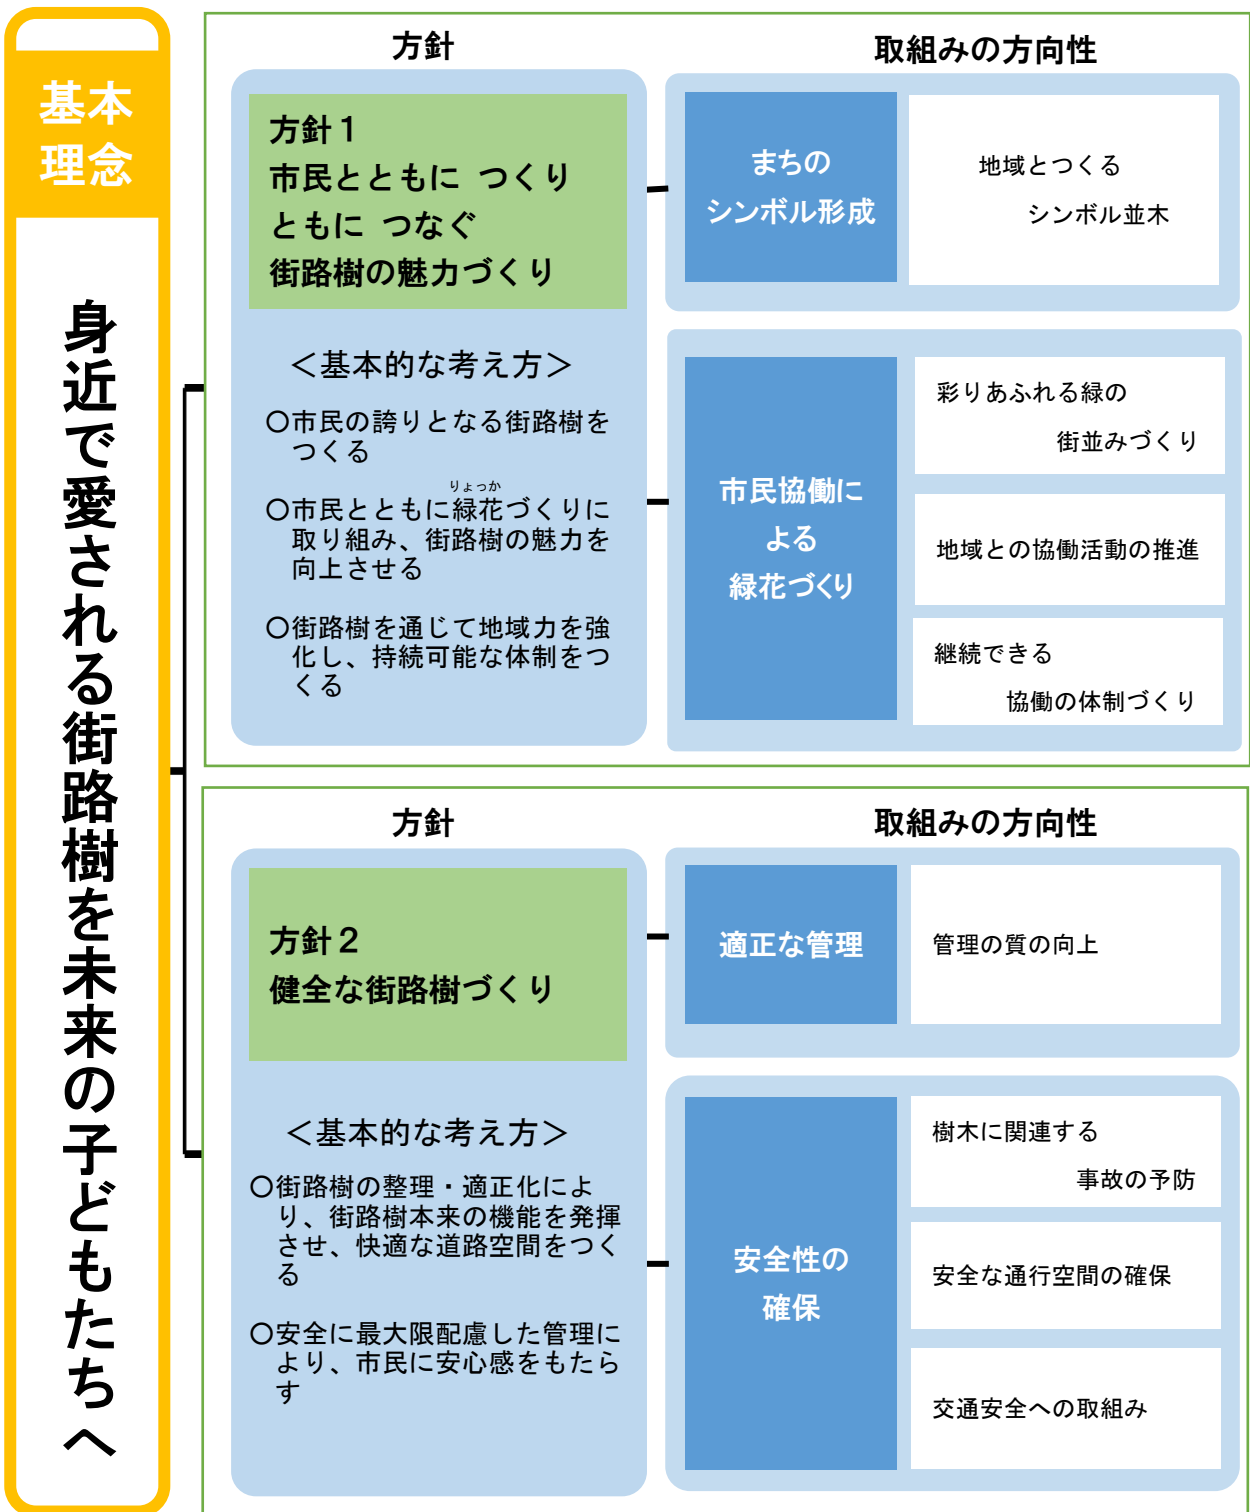 基本
理念
身近で愛される街路樹を未来の子どもたちへ
方針
取組みの方向性
方針１
市民とともに つくり
ともに つなぐ
街路樹の魅力づくり
＜基本的な考え方＞
〇市民の誇りとなる街路樹を
つくる
りょっか
〇市民とともに緑花づくりに
取り組み、街路樹の魅力を
向上させる
〇街路樹を通じて地域力を強
化し、持続可能な体制をつ
くる
まちの
シンボル形成
地域とつくる
シンボル並木
市民協働に
よる
緑花づくり
彩りあふれる緑の
街並みづくり
地域との協働活動の推進
継続できる
協働の体制づくり
方針
取組みの方向性
方針２
健全な街路樹づくり
＜基本的な考え方＞
〇街路樹の整理・適正化によ
り、街路樹本来の機能を発揮
させ、快適な道路空間をつく
る
〇安全に最大限配慮した管理に
より、市民に安心感をもたら
す
適正な管理
管理の質の向上
安全性の
確保
樹木に関連する
事故の予防
安全な通行空間の確保
交通安全への取組み